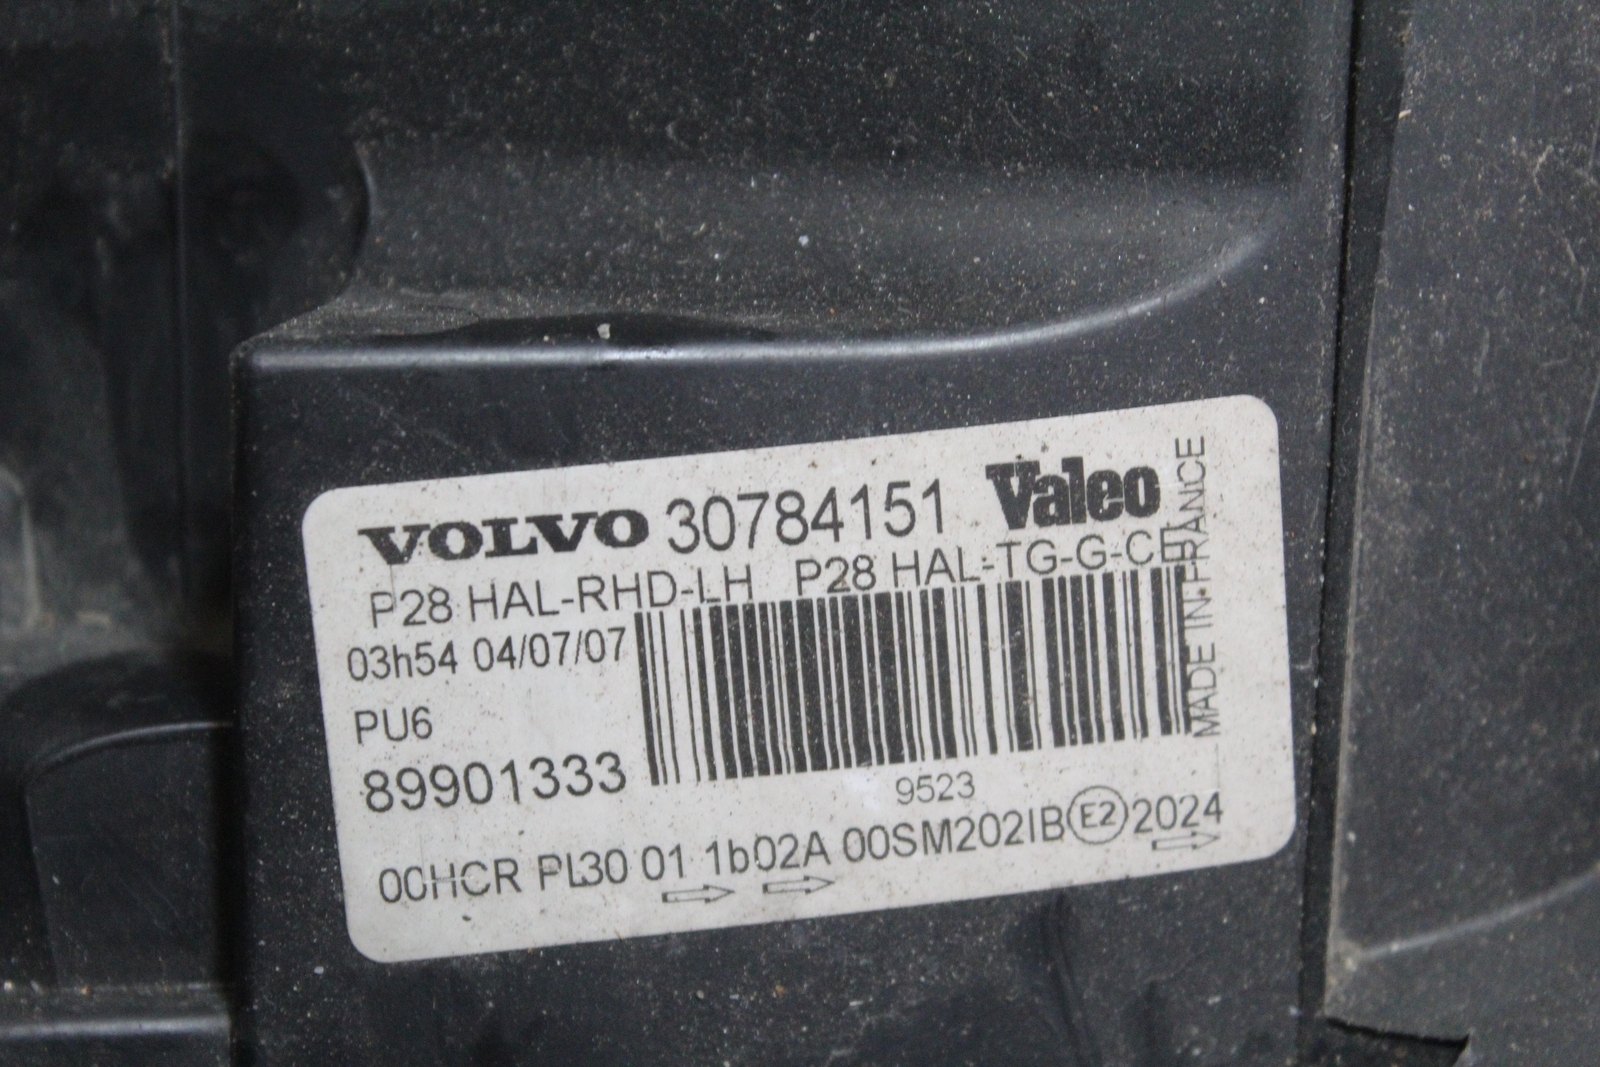 VOLVO 30784151 Valeo
P28 HAL-RHD-LH P28 HAL-TG-G-CE
03h54 04/07/07
PU6
89901333
9523
00HCR PL30 01 1b02A 00SM202IB E2 2024
MADE IN FRANCE